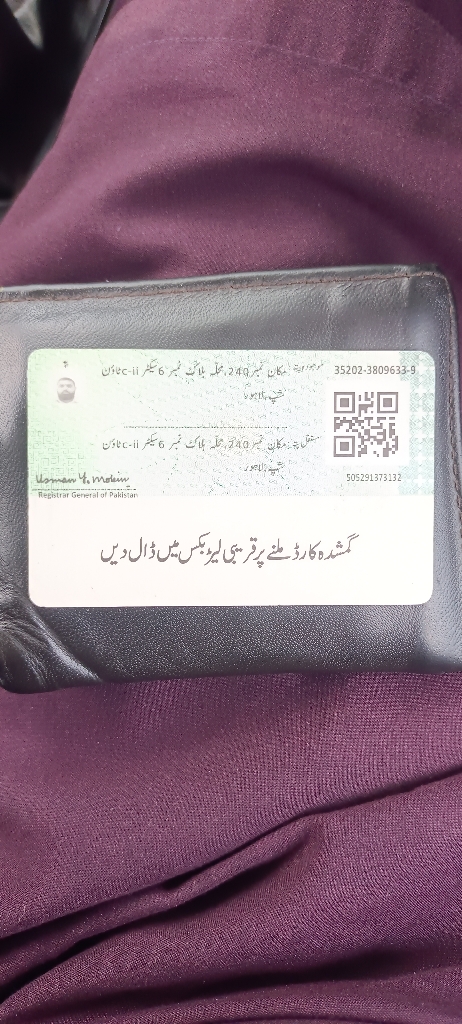 35202-3809633-9
موجودہ پتہ: مکان نمبر 240، محلہ بلاک نمبر 6 سیکٹر c-ii ٹاؤن
شپ، لاہور
مستقل پتہ: مکان نمبر 240، محلہ بلاک نمبر 6 سیکٹر c-ii ٹاؤن
شپ، لاہور
505291373132
Usman Y. Mobin
Registrar General of Pakistan
گمشدہ کارڈ ملنے پر قریبی لیٹر بکس میں ڈال دیں